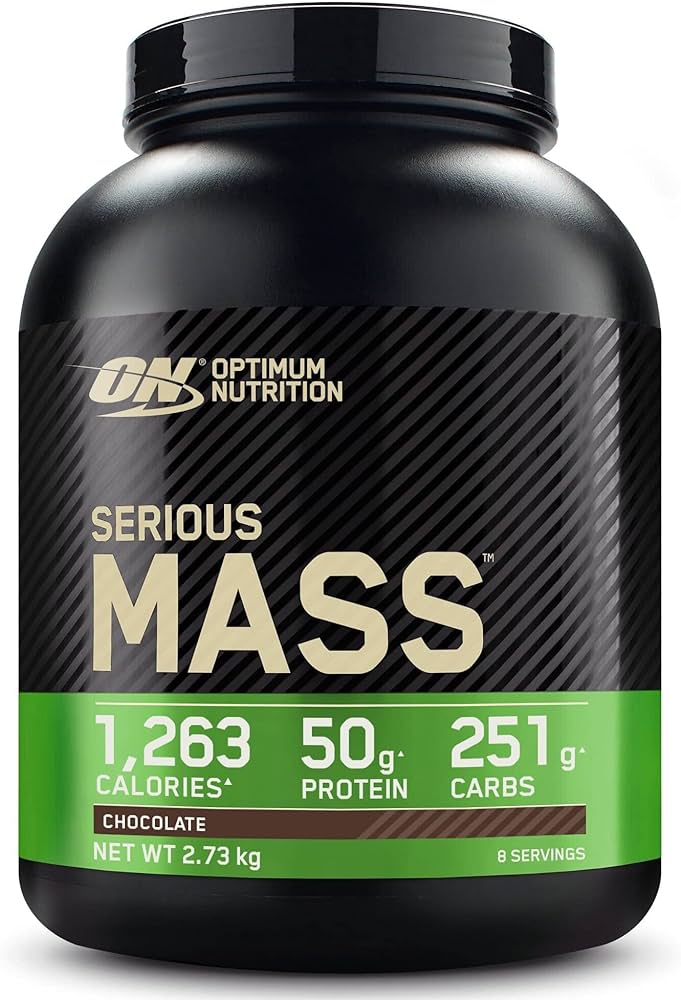 ON® OPTIMUM
NUTRITION
SERIOUS
MASS™
1,263 50g▲ 251g▲
CALORIES▲ PROTEIN CARBS
CHOCOLATE
NET WT 2.73 kg 8 SERVINGS